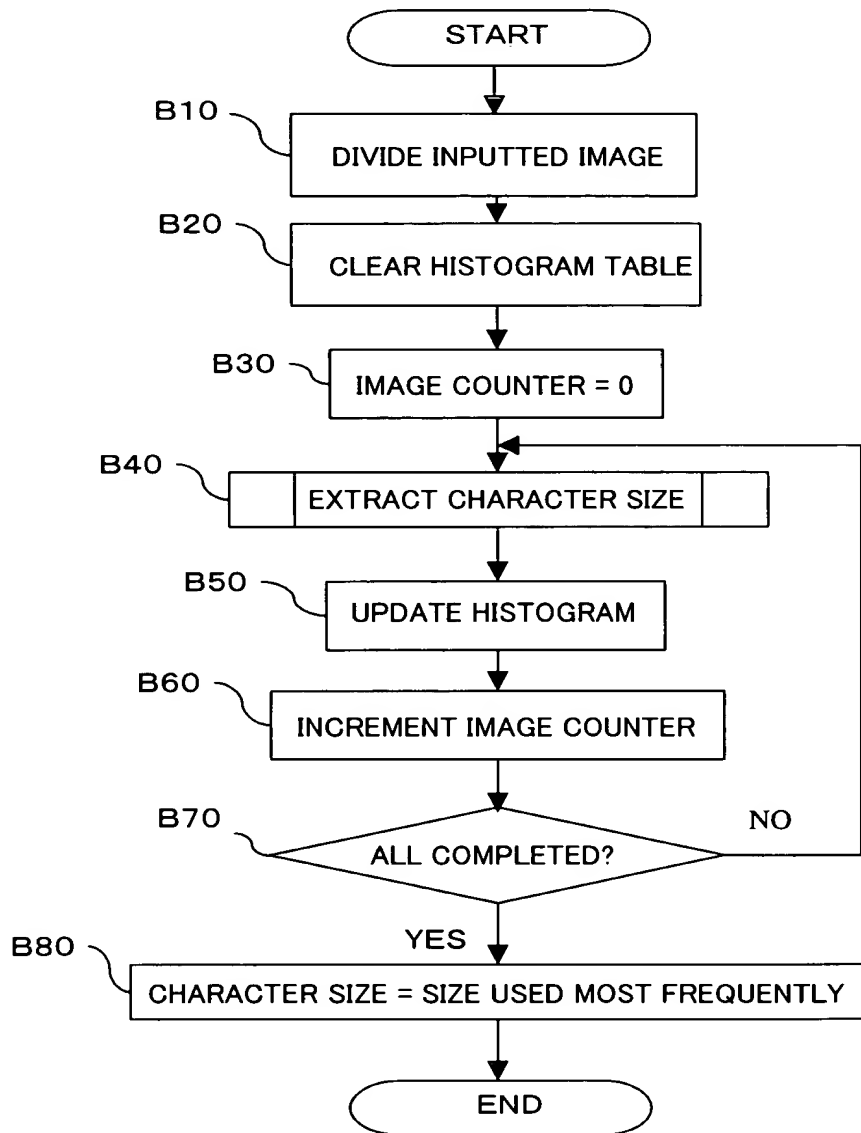 START
B10
DIVIDE INPUTTED IMAGE
B20
CLEAR HISTOGRAM TABLE
B30
IMAGE COUNTER = 0
B40
EXTRACT CHARACTER SIZE
B50
UPDATE HISTOGRAM
B60
INCREMENT IMAGE COUNTER
B70
ALL COMPLETED?
NO
YES
B80
CHARACTER SIZE = SIZE USED MOST FREQUENTLY
END